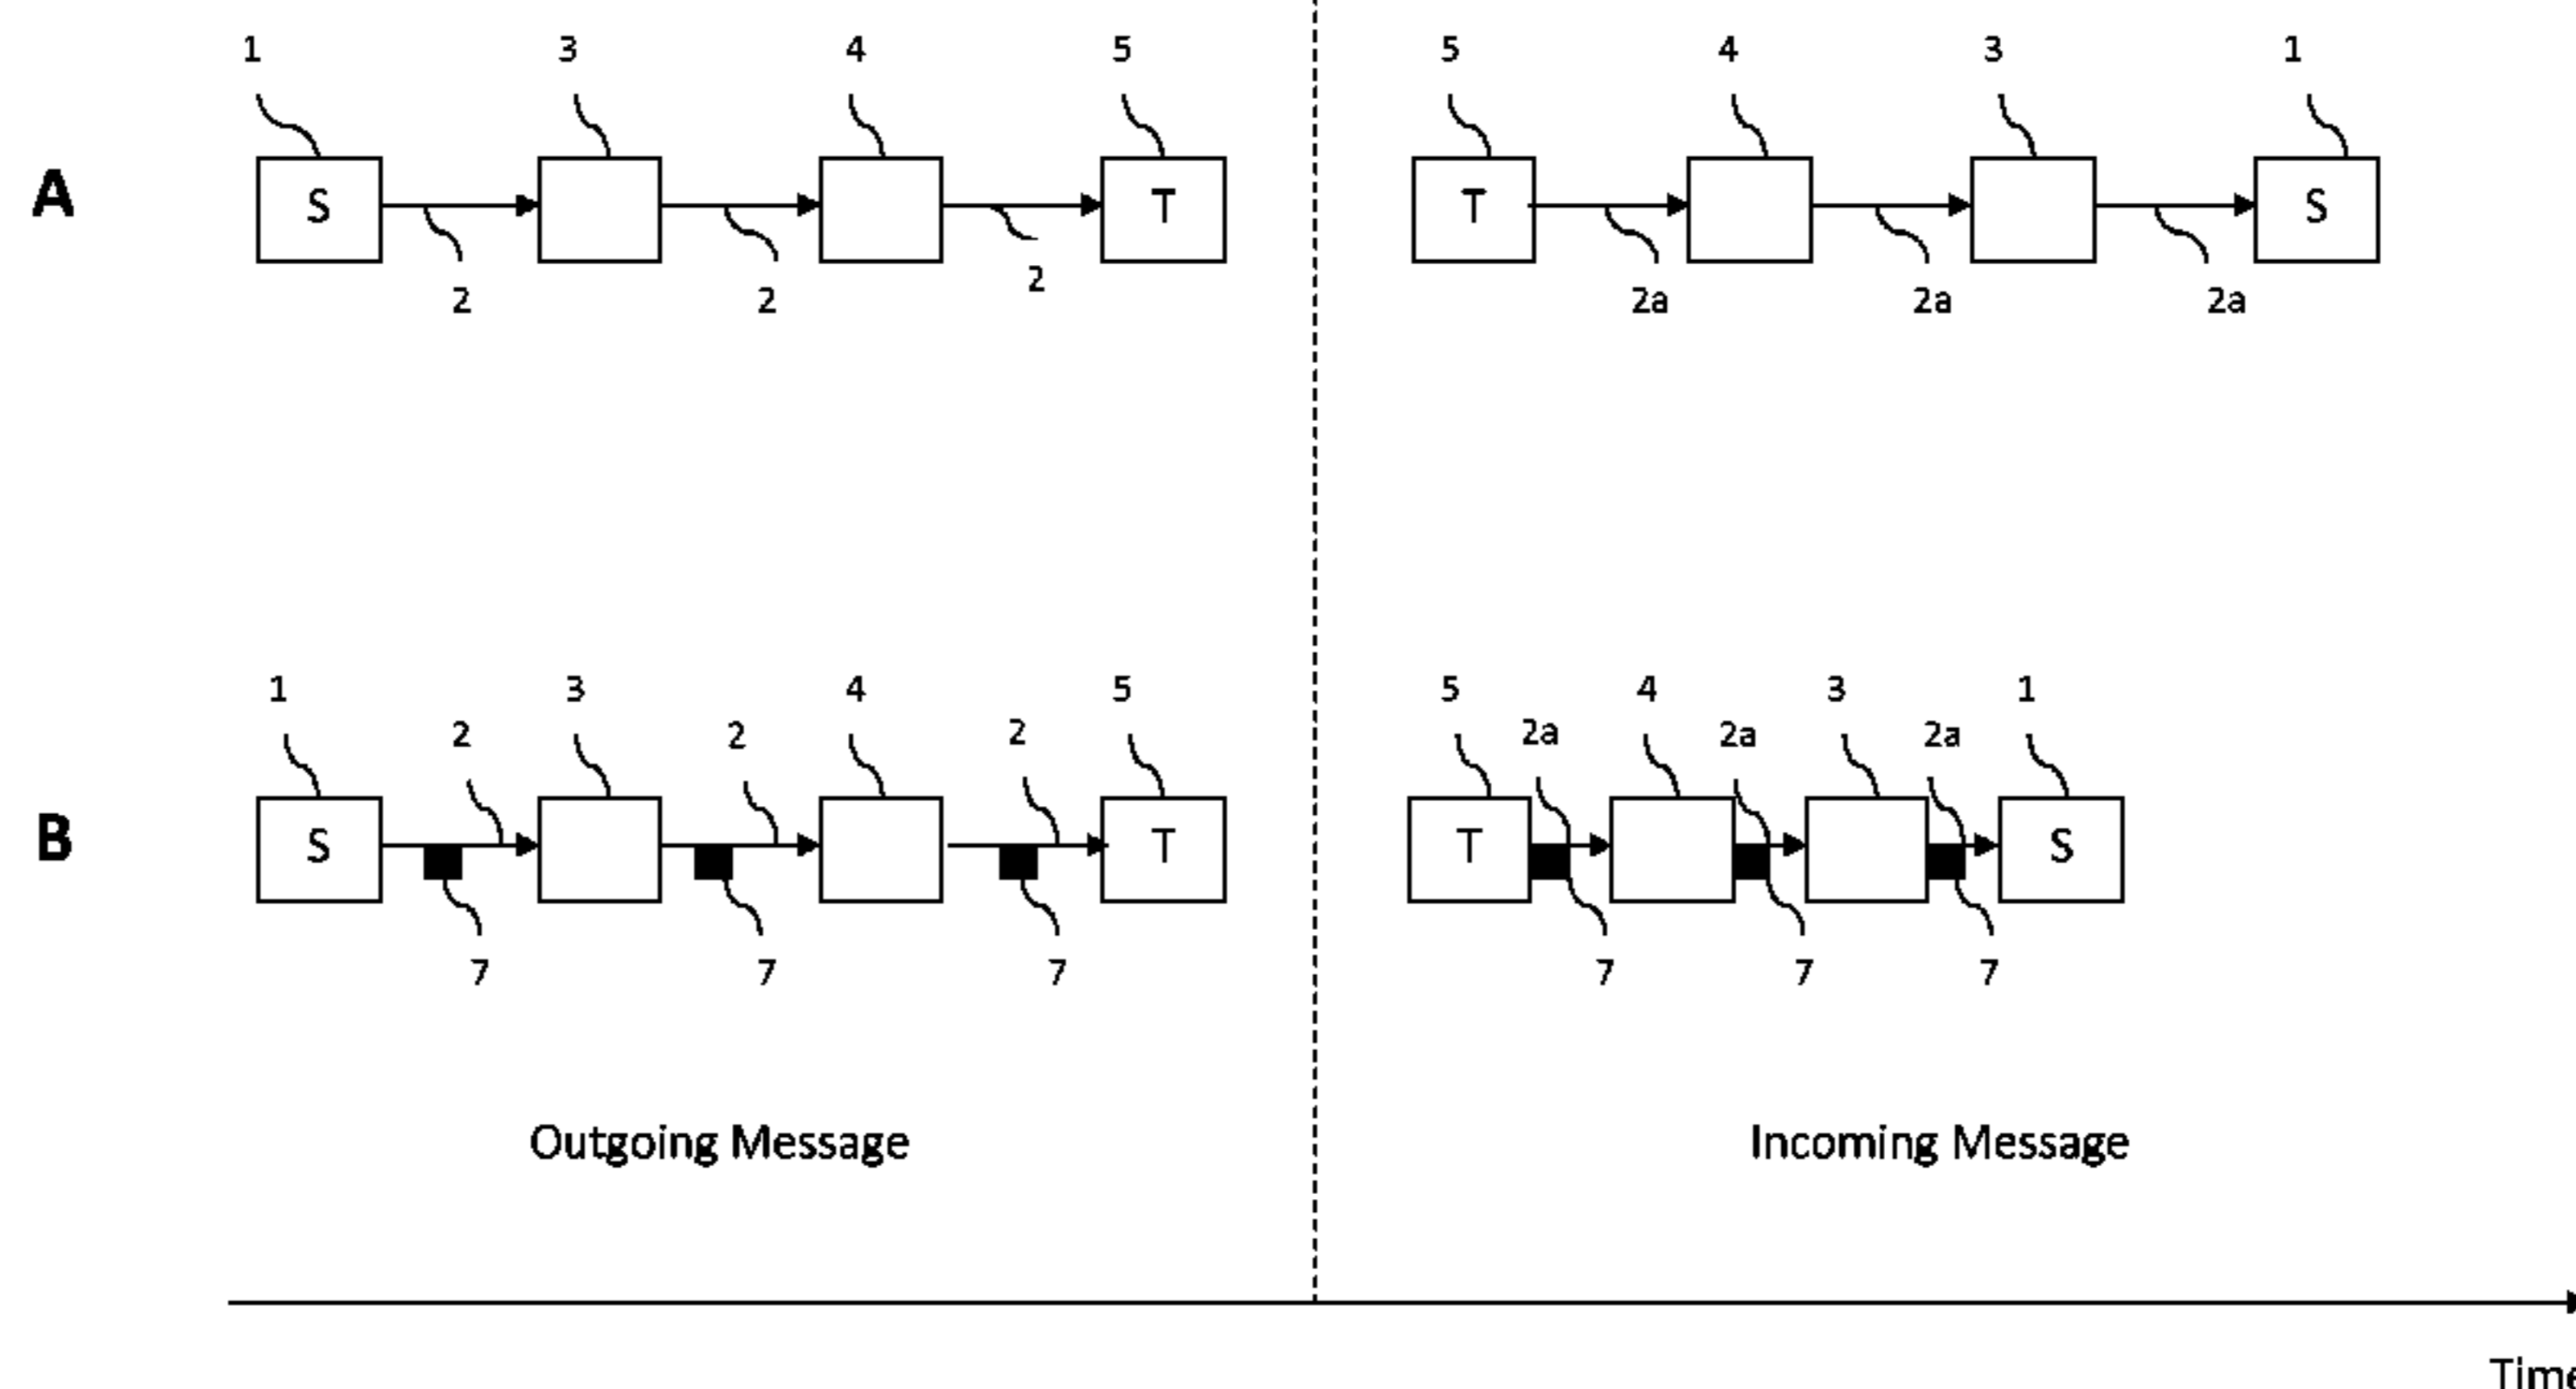 1 3 4 5 5 4 3 1
A S T T S
2 2 2 2a 2a 2a
1 3 4 5 5 4 3 1
2 2 2 2a 2a 2a
B S T T S
7 7 7 7 7 7
Outgoing Message Incoming Message
Time